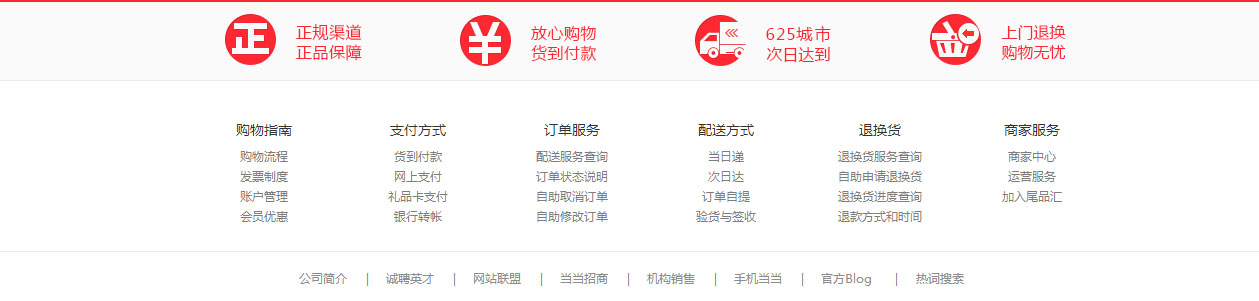 正 正规渠道
正品保障
¥ 放心购物
货到付款
625城市
次日达到
上门退换
购物无忧
购物指南 支付方式 订单服务 配送方式 退换货 商家服务
购物流程 货到付款 配送服务查询 当日递 退换货服务查询 商家中心
发票制度 网上支付 订单状态说明 次日达 自助申请退换货 运营服务
账户管理 礼品卡支付 自助取消订单 订单自提 退换货进度查询 加入尾品汇
会员优惠 银行转帐 自助修改订单 验货与签收 退款方式和时间
公司简介 | 诚聘英才 | 网站联盟 | 当当招商 | 机构销售 | 手机当当 | 官方Blog | 热词搜索